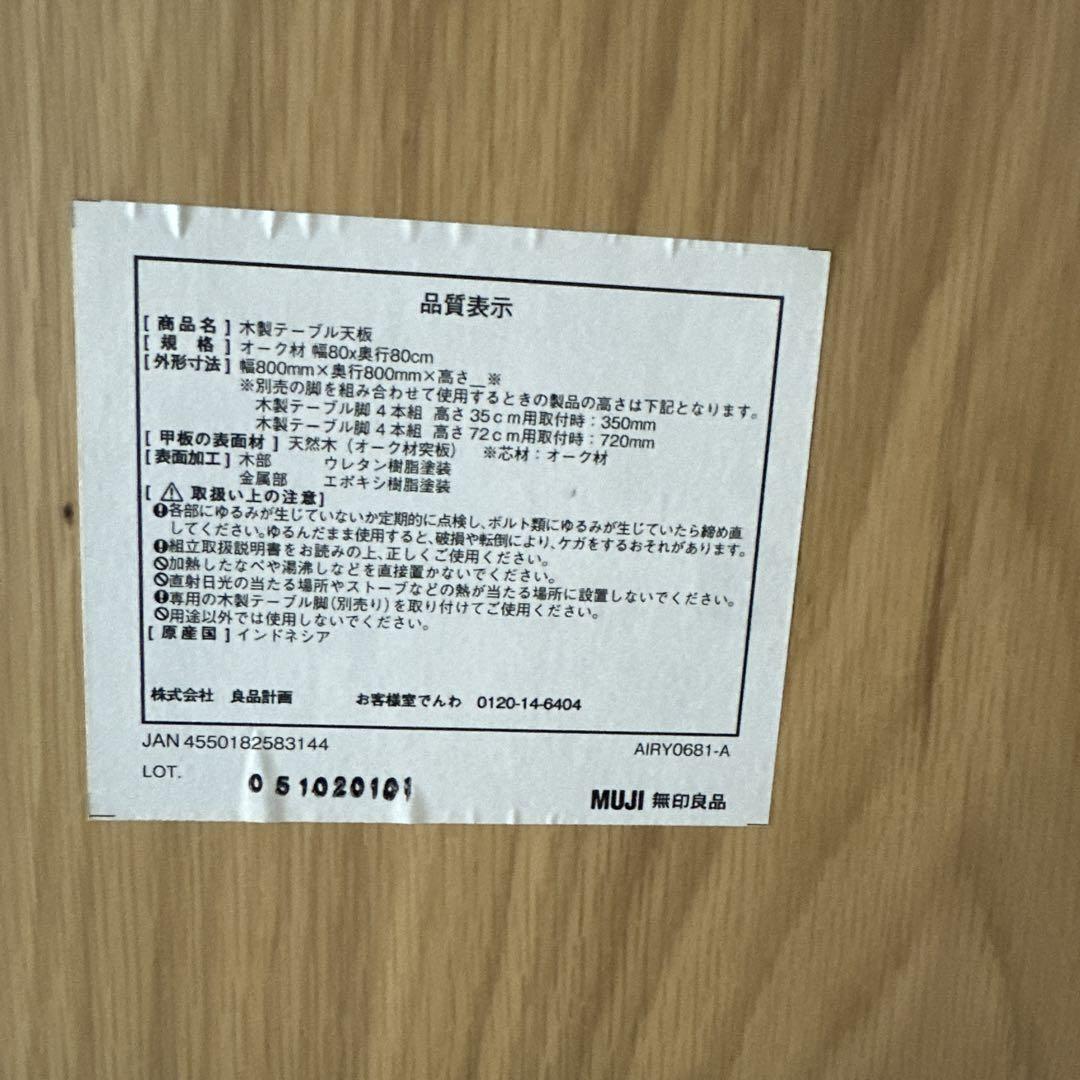 品質表示
[商品名] 木製テーブル天板
[規 格] オーク材 幅80x奥行80cm
[外形寸法] 幅800mm×奥行800mm×高さ__※
※別売の脚を組み合わせて使用するときの製品の高さは下記となります。
木製テーブル脚４本組 高さ35cm用取付時：350mm
木製テーブル脚４本組 高さ72cm用取付時：720mm
[甲板の表面材] 天然木（オーク材突板） ※芯材：オーク材
[表面加工] 木部 ウレタン樹脂塗装
金属部 エポキシ樹脂塗装
[⚠ 取扱い上の注意]
各部にゆるみが生じていないか定期的に点検し、ボルト類にゆるみが生じていたら締め直
してください。ゆるんだまま使用すると、破損や転倒により、ケガをするおそれがあります。
組立取扱説明書をお読みの上、正しくご使用ください。
加熱したなべや湯沸しなどを直接置かないでください。
直射日光の当たる場所やストーブなどの熱が当たる場所に設置しないでください。
専用の木製テーブル脚（別売り）を取り付けてご使用ください。
用途以外では使用しないでください。
[原産国] インドネシア
株式会社 良品計画 お客様室でんわ 0120-14-6404
JAN 4550182583144 AIRY0681-A
LOT. 051020101
MUJI 無印良品